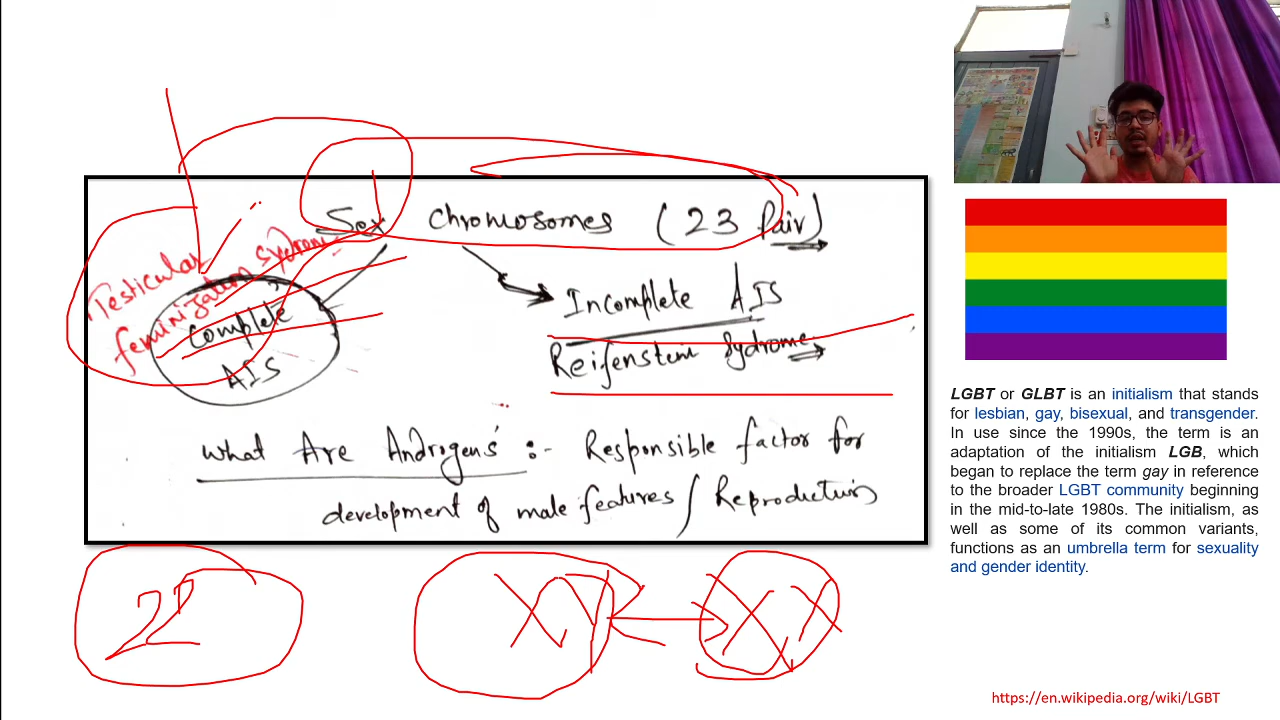 Sex Chromosomes (23 Pair)
Testicular
feminization sydrom
Complete
AIS
Incomplete AIS
Reifenstein Sydrome
What Are Androgen's :- Responsible factor for
development of male features / Reproduction
22
XY
XX
LGBT or GLBT is an initialism that stands
for lesbian, gay, bisexual, and transgender.
In use since the 1990s, the term is an
adaptation of the initialism LGB, which
began to replace the term gay in reference
to the broader LGBT community beginning
in the mid-to-late 1980s. The initialism, as
well as some of its common variants,
functions as an umbrella term for sexuality
and gender identity.
https://en.wikipedia.org/wiki/LGBT